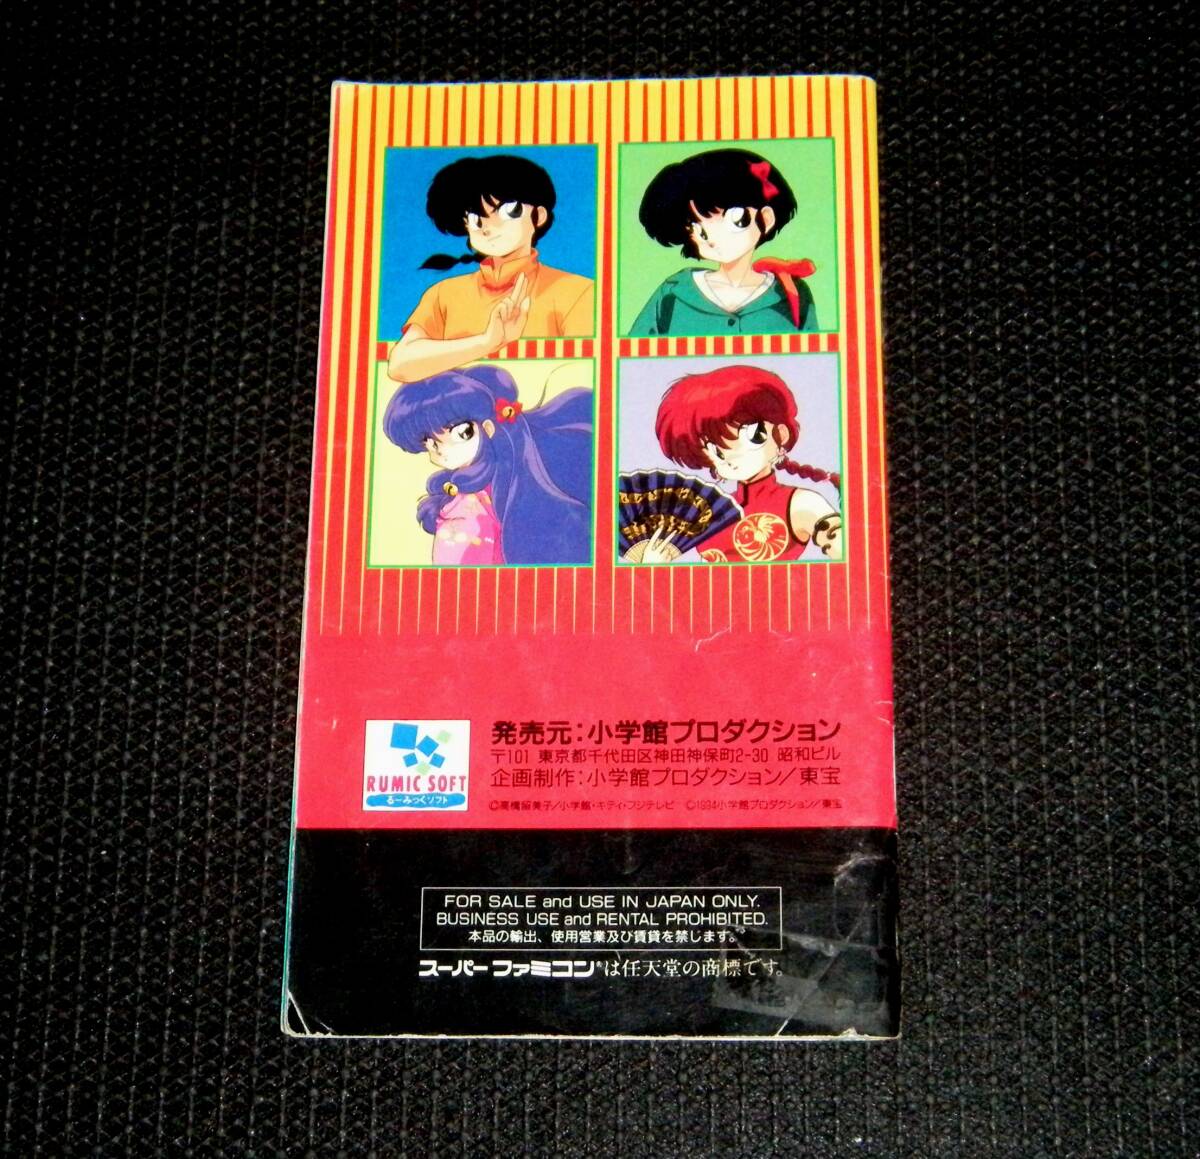 発売元:小学館プロダクション
〒101 東京都千代田区神田神保町2-30 昭和ビル
企画制作:小学館プロダクション/東宝
©高橋留美子/小学館・キティ・フジテレビ ©1994小学館プロダクション/東宝
RUMIC SOFT
るーみっくソフト
FOR SALE and USE IN JAPAN ONLY.
BUSINESS USE and RENTAL PROHIBITED.
本品の輸出、使用営業及び賃貸を禁じます。
スーパーファミコン®は任天堂の商標です。